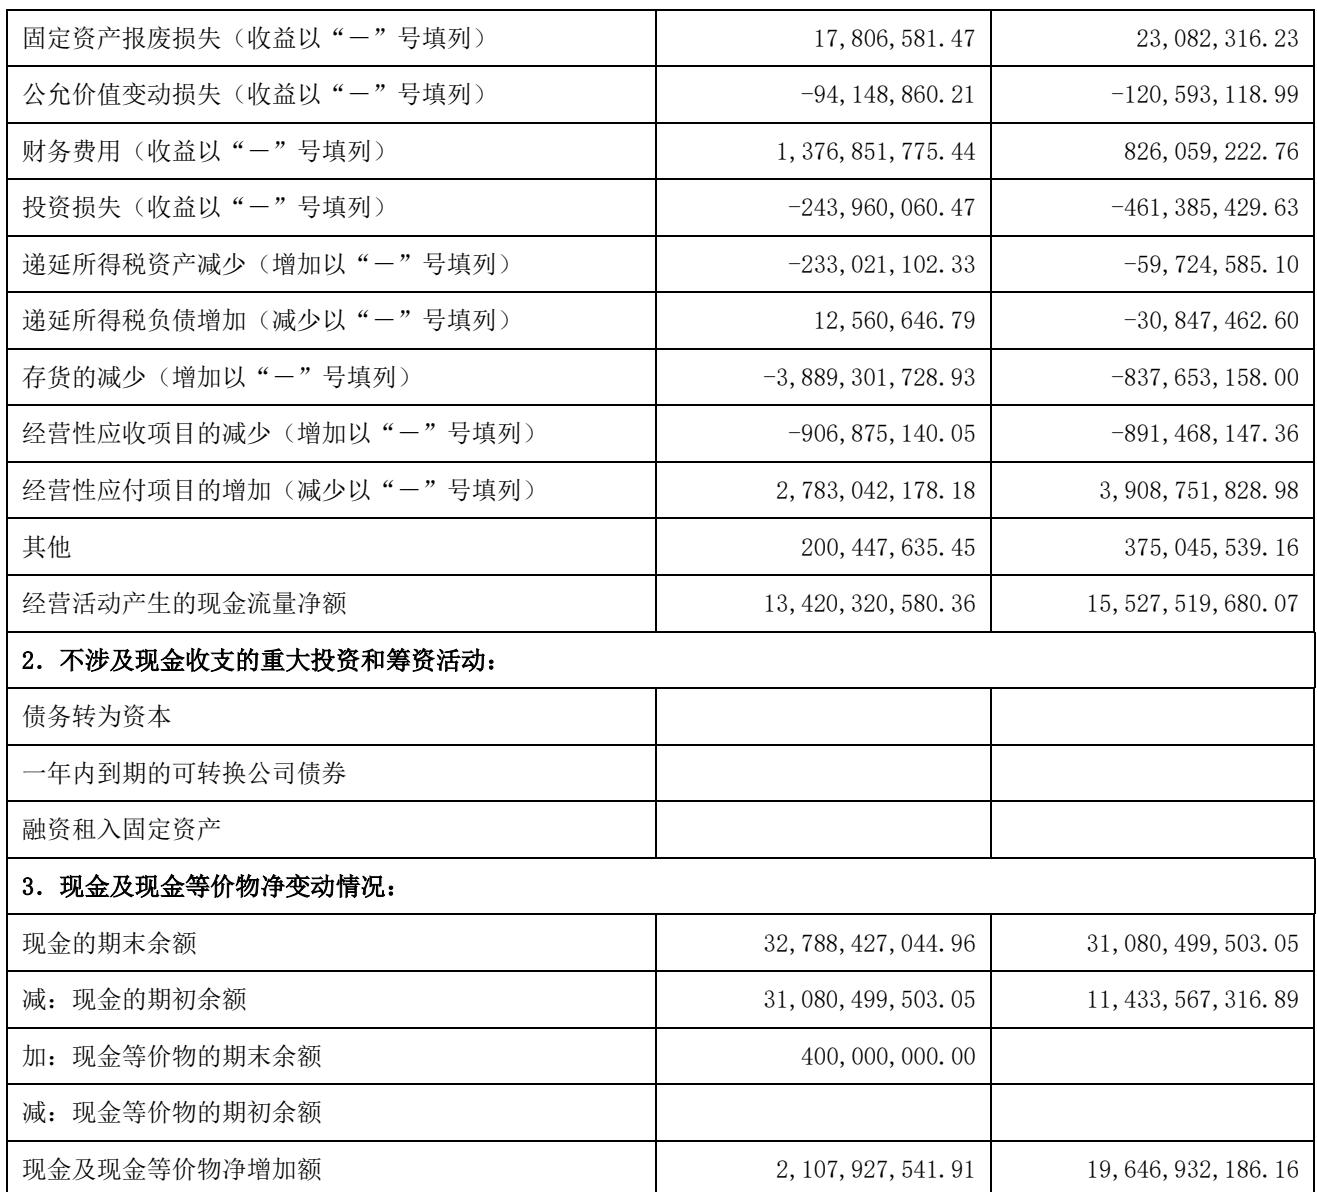 固定资产报废损失（收益以“－”号填列） 17,806,581.47 23,082,316.23
公允价值变动损失（收益以“－”号填列） -94,148,860.21 -120,593,118.99
财务费用（收益以“－”号填列） 1,376,851,775.44 826,059,222.76
投资损失（收益以“－”号填列） -243,960,060.47 -461,385,429.63
递延所得税资产减少（增加以“－”号填列） -233,021,102.33 -59,724,585.10
递延所得税负债增加（减少以“－”号填列） 12,560,646.79 -30,847,462.60
存货的减少（增加以“－”号填列） -3,889,301,728.93 -837,653,158.00
经营性应收项目的减少（增加以“－”号填列） -906,875,140.05 -891,468,147.36
经营性应付项目的增加（减少以“－”号填列） 2,783,042,178.18 3,908,751,828.98
其他 200,447,635.45 375,045,539.16
经营活动产生的现金流量净额 13,420,320,580.36 15,527,519,680.07
2．不涉及现金收支的重大投资和筹资活动：
债务转为资本
一年内到期的可转换公司债券
融资租入固定资产
3．现金及现金等价物净变动情况：
现金的期末余额 32,788,427,044.96 31,080,499,503.05
减：现金的期初余额 31,080,499,503.05 11,433,567,316.89
加：现金等价物的期末余额 400,000,000.00
减：现金等价物的期初余额
现金及现金等价物净增加额 2,107,927,541.91 19,646,932,186.16